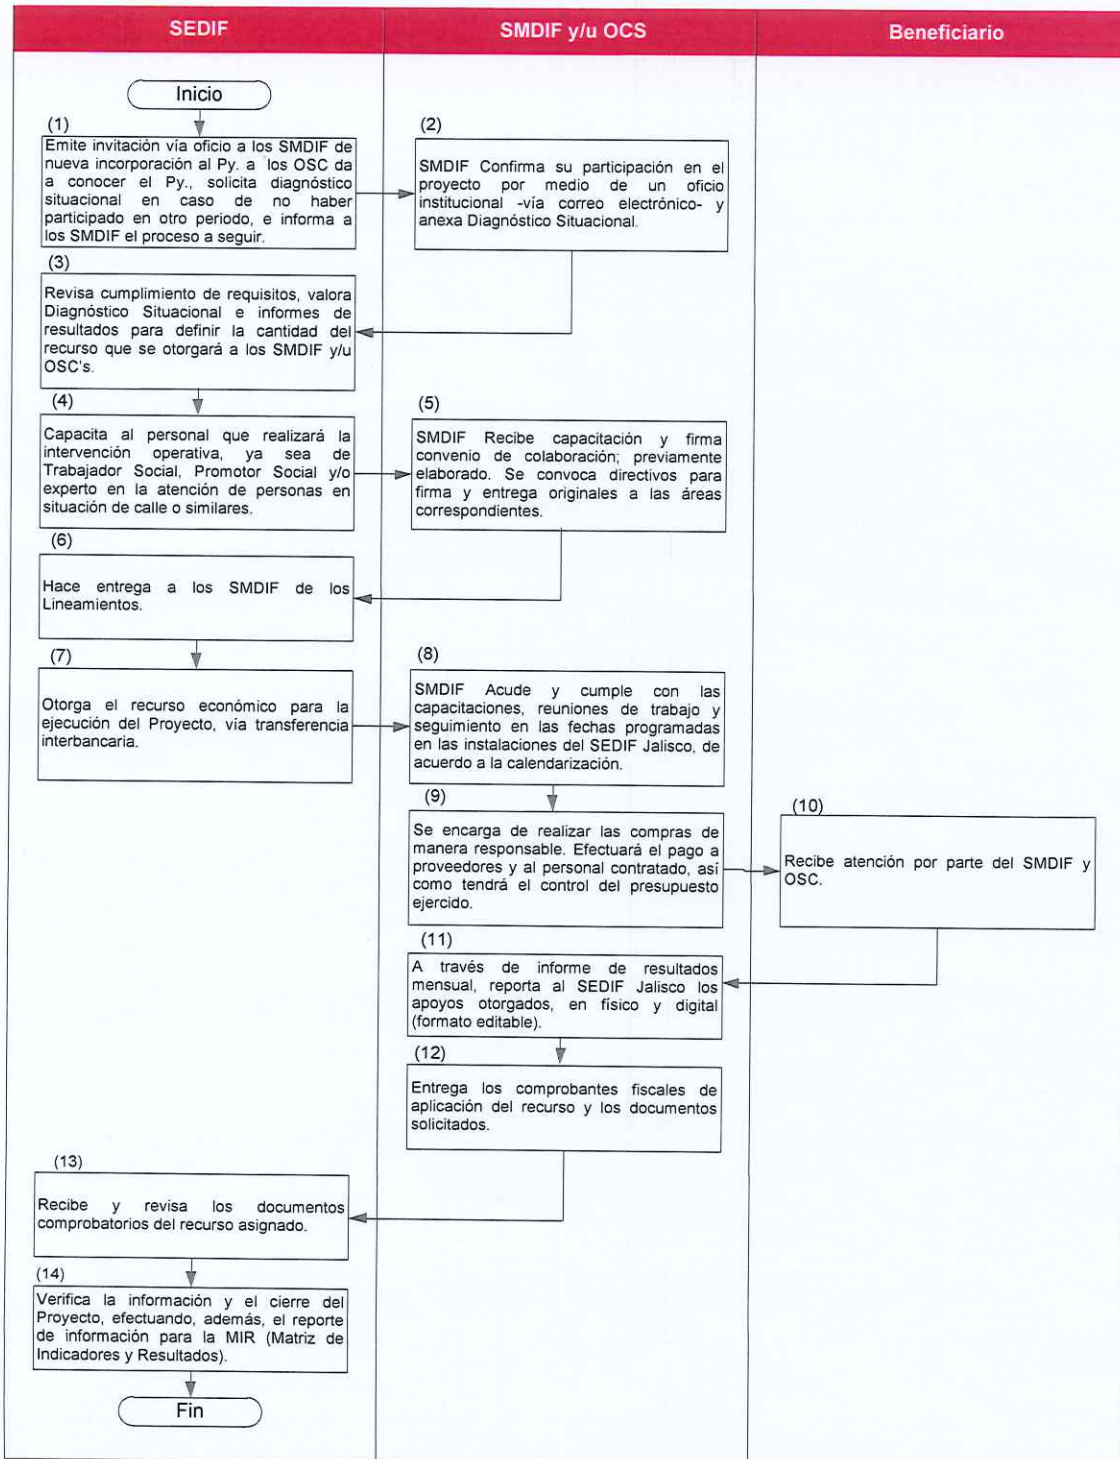 SEDIF
SMDIF y/u OCS
Beneficiario
Inicio
(1)
Emite invitación vía oficio a los SMDIF de
nueva incorporación al Py. a los OSC da
a conocer el Py., solicita diagnóstico
situacional en caso de no haber
participado en otro periodo, e informa a
los SMDIF el proceso a seguir.
(2)
SMDIF Confirma su participación en el
proyecto por medio de un oficio
institucional -vía correo electrónico- y
anexa Diagnóstico Situacional.
(3)
Revisa cumplimiento de requisitos, valora
Diagnóstico Situacional e informes de
resultados para definir la cantidad del
recurso que se otorgará a los SMDIF y/u
OSC's.
(4)
Capacita al personal que realizará la
intervención operativa, ya sea de
Trabajador Social, Promotor Social y/o
experto en la atención de personas en
situación de calle o similares.
(5)
SMDIF Recibe capacitación y firma
convenio de colaboración; previamente
elaborado. Se convoca directivos para
firma y entrega originales a las áreas
correspondientes.
(6)
Hace entrega a los SMDIF de los
Lineamientos.
(7)
Otorga el recurso económico para la
ejecución del Proyecto, vía transferencia
interbancaria.
(8)
SMDIF Acude y cumple con las
capacitaciones, reuniones de trabajo y
seguimiento en las fechas programadas
en las instalaciones del SEDIF Jalisco, de
acuerdo a la calendarización.
(9)
Se encarga de realizar las compras de
manera responsable. Efectuará el pago a
proveedores y al personal contratado, así
como tendrá el control del presupuesto
ejercido.
(10)
Recibe atención por parte del SMDIF y
OSC.
(11)
A través de informe de resultados
mensual, reporta al SEDIF Jalisco los
apoyos otorgados, en físico y digital
(formato editable).
(12)
Entrega los comprobantes fiscales de
aplicación del recurso y los documentos
solicitados.
(13)
Recibe y revisa los documentos
comprobatorios del recurso asignado.
(14)
Verifica la información y el cierre del
Proyecto, efectuando, además, el reporte
de información para la MIR (Matriz de
Indicadores y Resultados).
Fin